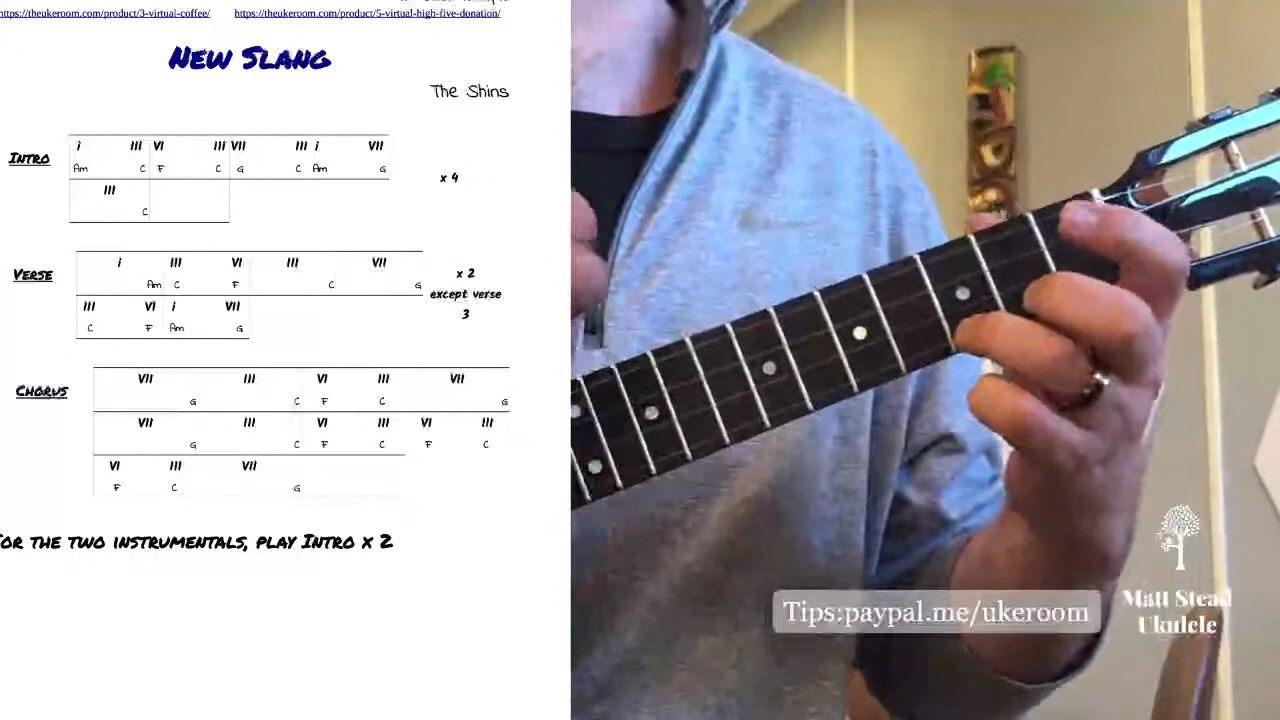 https://theukeroom.com/product/3-virtual-coffee/ https://theukeroom.com/product/5-virtual-high-five-donation/
New Slang
The Shins
Intro
i III VI III VII III i VII
Am C F C G C Am G
x 4
III
C
Verse
i III VI III VII
Am C F C G
x 2
except verse
3
III VI i VII
C F Am G
Chorus
VII III VI III VII
G C F C G
VII III VI III VI III
G C F C F C
VI III VII
F C G
for the two instrumentals, play Intro x 2
Tips:paypal.me/ukeroom
Matt Stead
Ukulele